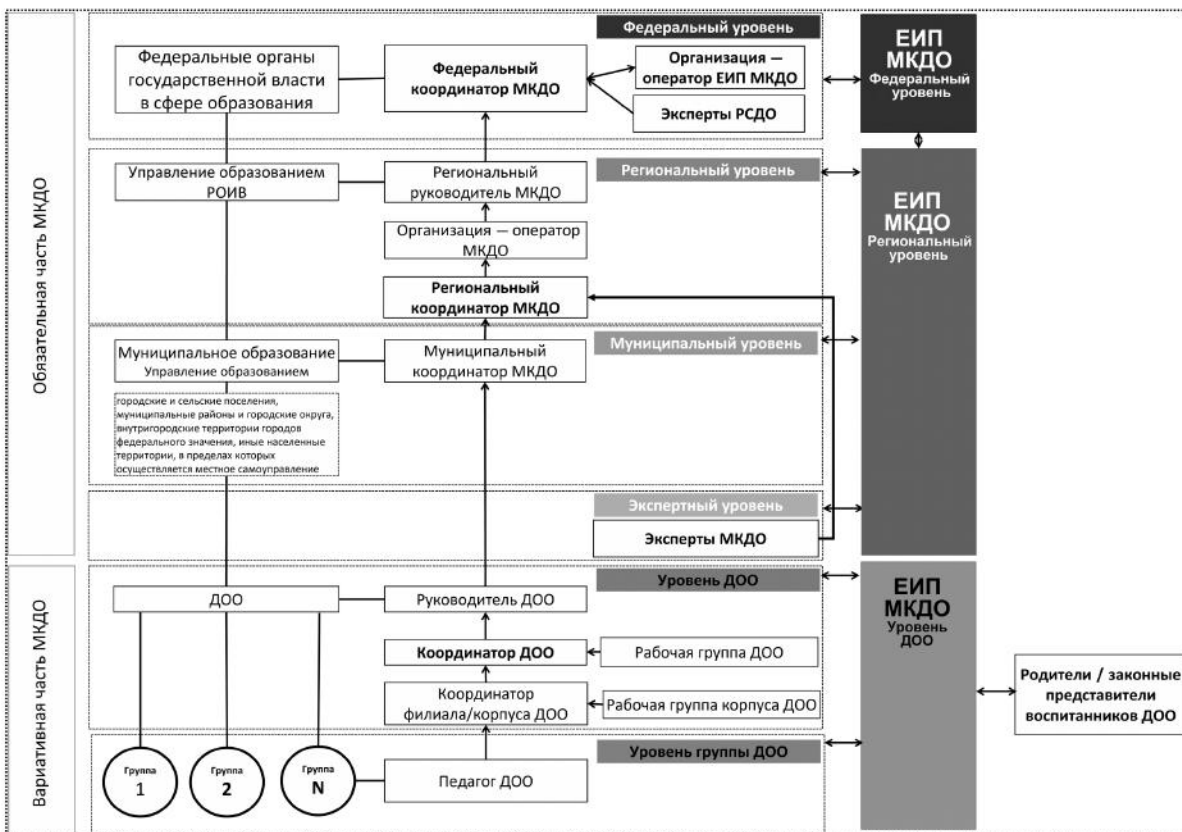 Обязательная часть МКДО
Федеральный уровень
Федеральные органы
государственной власти
в сфере образования
Федеральный
координатор МКДО
Организация —
оператор ЕИП МКДО
Эксперты РСДО
ЕИП
МКДО
Федеральный
уровень
Региональный уровень
Управление образованием
РОИВ
Региональный
руководитель МКДО
Организация — оператор
МКДО
Региональный
координатор МКДО
ЕИП
МКДО
Региональный
уровень
Муниципальный уровень
Муниципальное образование
Управление образованием
Муниципальный
координатор МКДО
городские и сельские поселения,
муниципальные районы и городские округа,
внутригородские территории городов
федерального значения, иные населенные
территории, в пределах которых
осуществляется местное самоуправление
Экспертный уровень
Эксперты МКДО
Вариативная часть МКДО
Уровень ДОО
ДОО
Руководитель ДОО
Координатор ДОО
Рабочая группа ДОО
Координатор
филиала/корпуса ДОО
Рабочая группа корпуса ДОО
ЕИП
МКДО
Уровень
ДОО
Родители / законные
представители
воспитанников ДОО
Уровень группы ДОО
Группа
1
Группа
2
Группа
N
Педагог ДОО